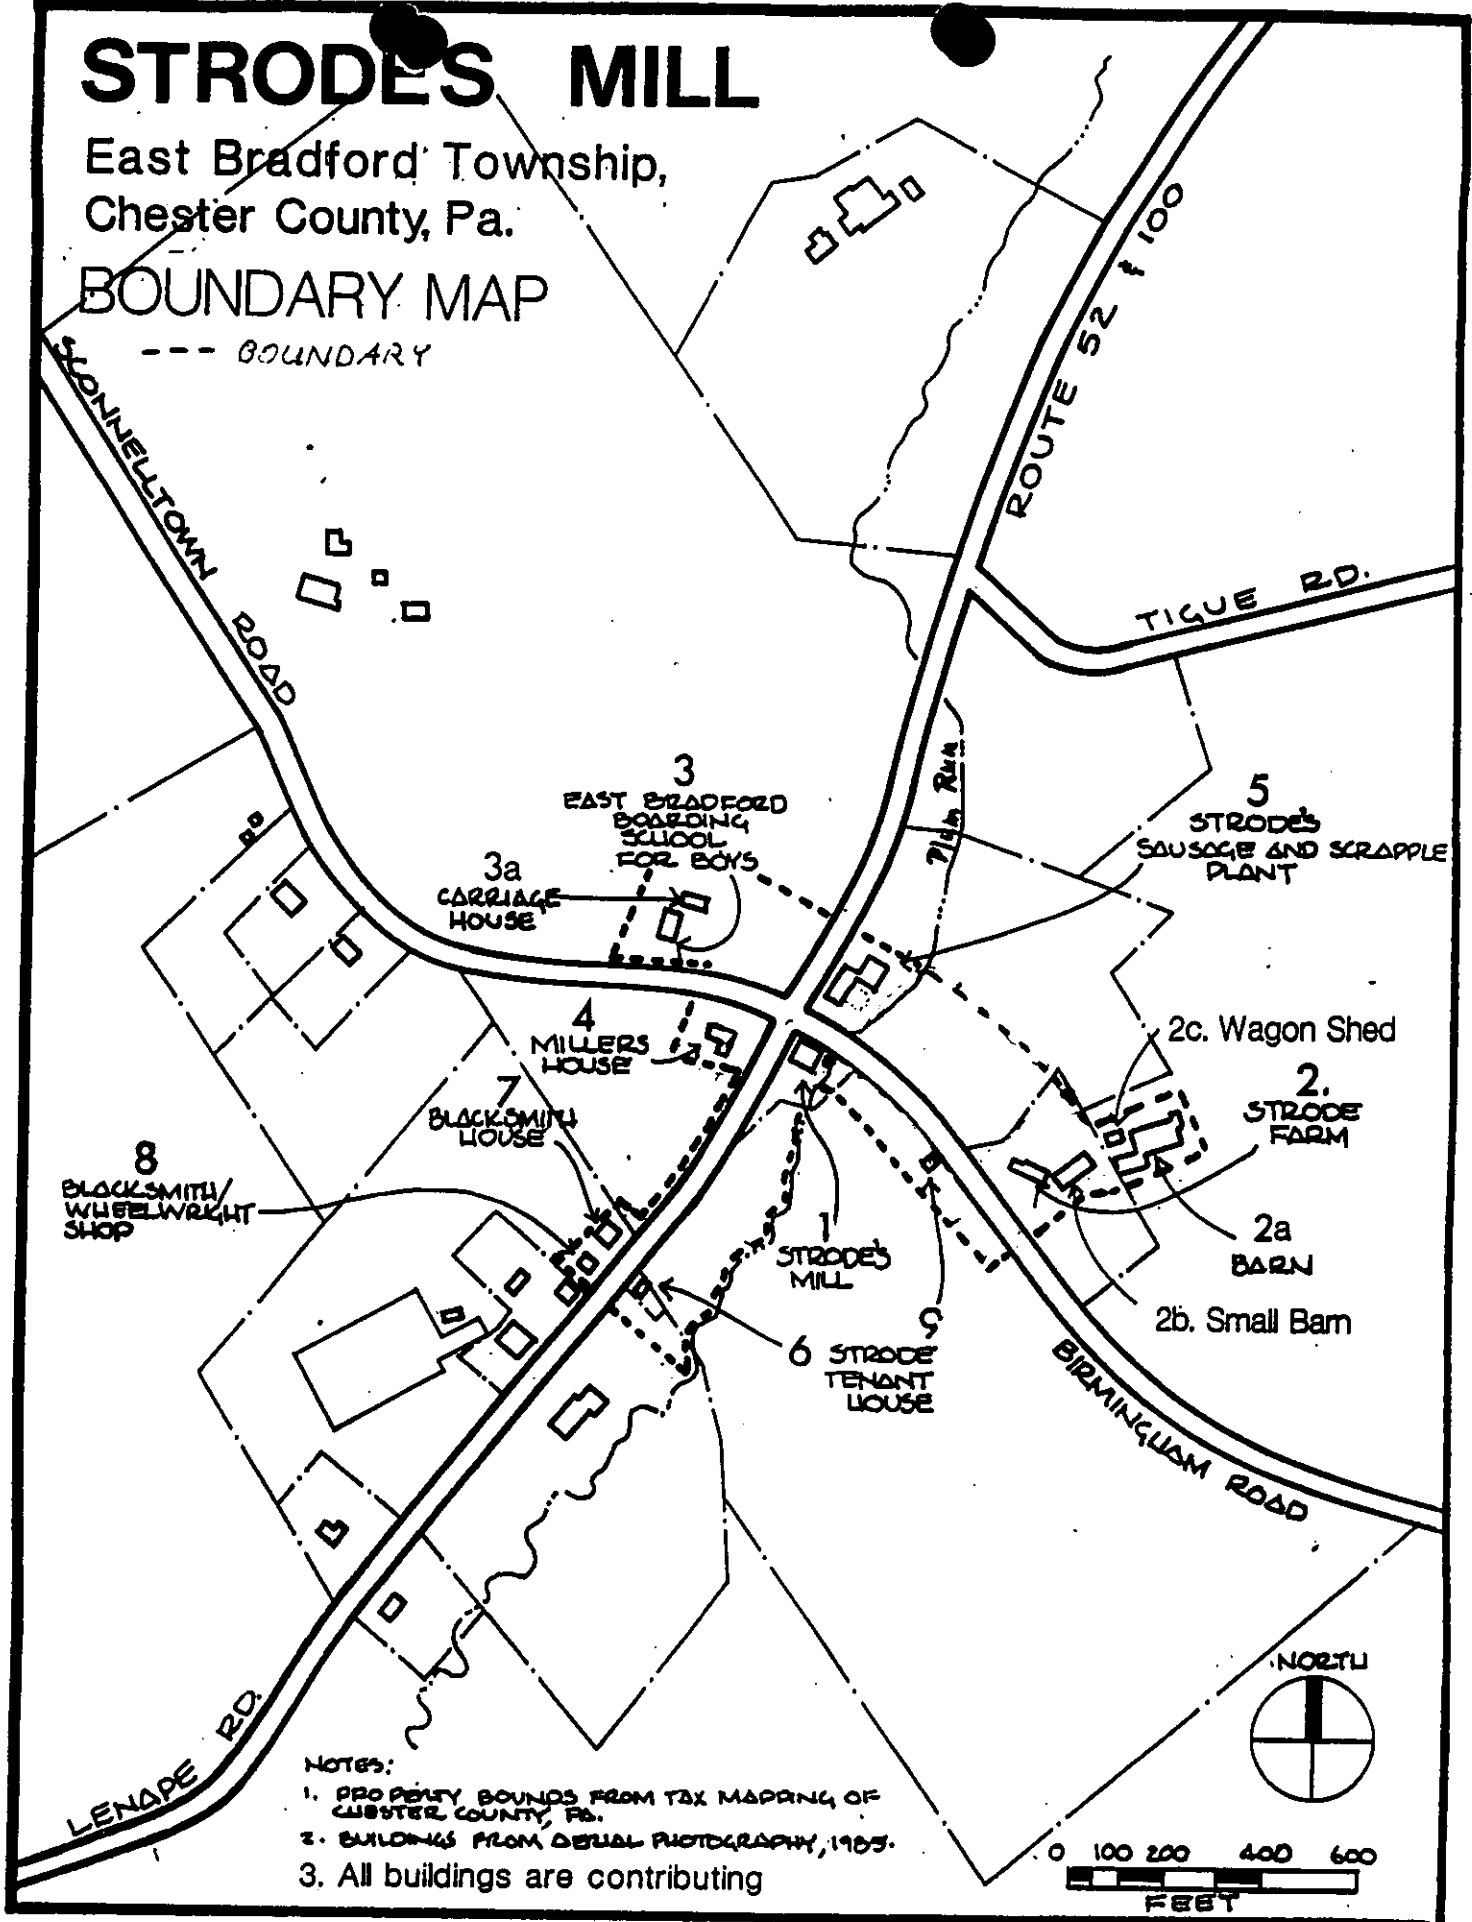 STRODES MILL
East Bradford Township,
Chester County, Pa.
BOUNDARY MAP
--- BOUNDARY
SCONNELLTOWN ROAD
ROUTE 52 & 100
TIGUE RD.
Plum Run
3
EAST BRADFORD
BOARDING
SCHOOL
FOR BOYS
3a
CARRIAGE
HOUSE
5
STRODE'S
SAUSAGE AND SCRAPPLE
PLANT
4
MILLERS
HOUSE
2c. Wagon Shed
2.
STRODE
FARM
7
BLACKSMITH
HOUSE
8
BLACKSMITH/
WHEELWRIGHT
SHOP
1
STRODE'S
MILL
2a
BARN
2b. Small Barn
6
9
STRODE
TENANT
HOUSE
BIRMINGHAM ROAD
LENAPE RD.
NORTH
NOTES:
1. PROPERTY BOUNDS FROM TAX MAPPING OF
CHESTER COUNTY, PA.
2. BUILDINGS FROM AERIAL PHOTOGRAPHY, 1985.
3. All buildings are contributing
0 100 200 400 600
FEET